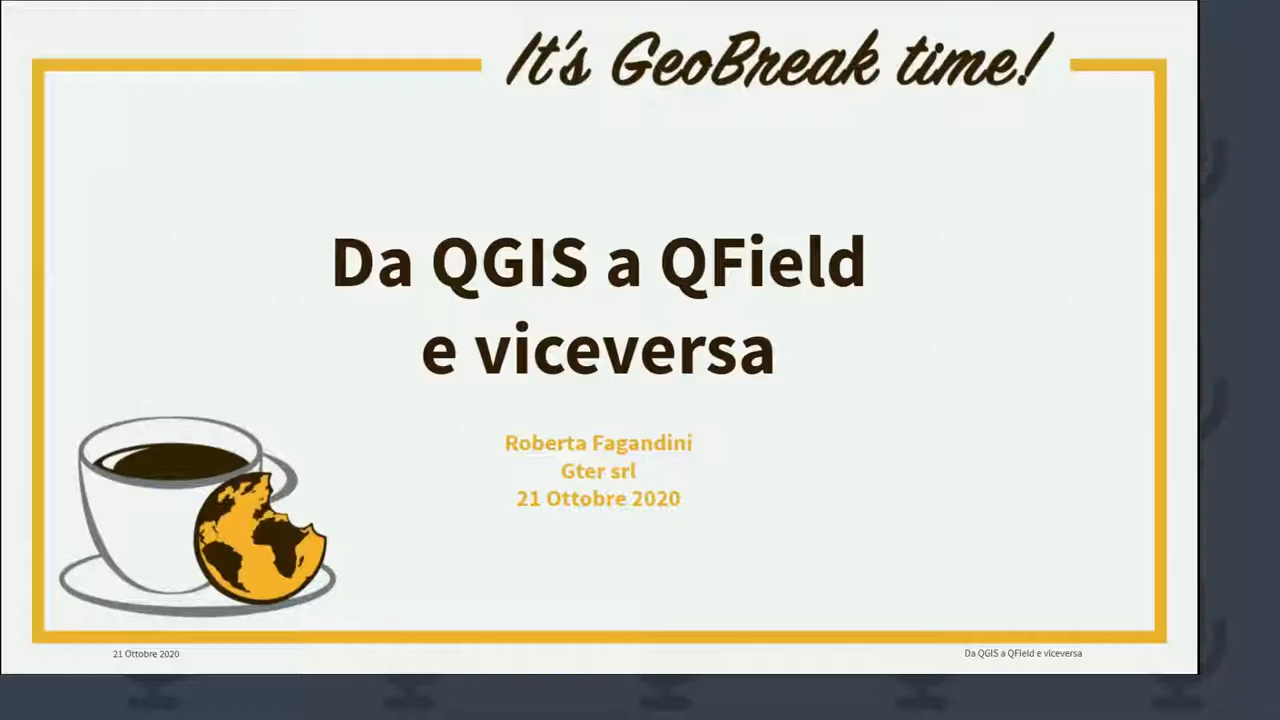 It's GeoBreak time!
Da QGIS a QField
e viceversa
Roberta Fagandini
Gter srl
21 Ottobre 2020
21 Ottobre 2020
Da QGIS a QField e viceversa